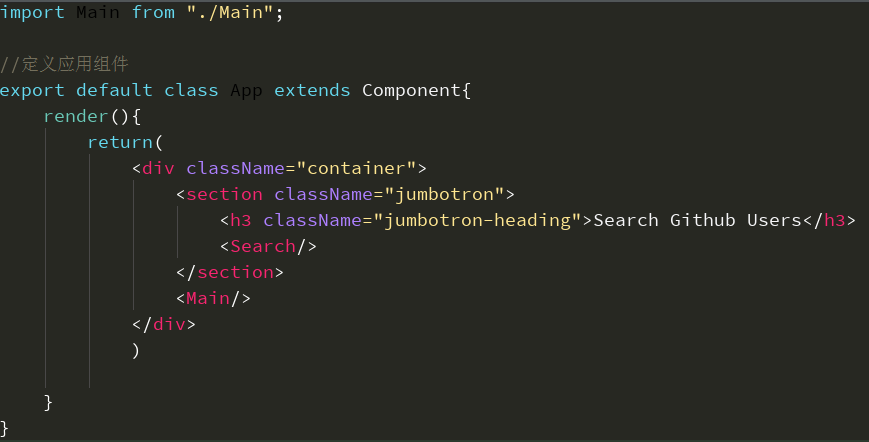 import Main from "./Main";
//定义应用组件
export default class App extends Component{
render(){
return(
<div className="container">
<section className="jumbotron">
<h3 className="jumbotron-heading">Search Github Users</h3>
<Search/>
</section>
<Main/>
</div>
)
}
}